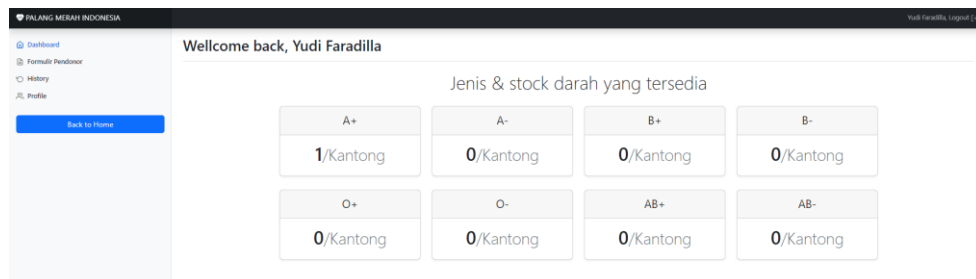 PALANG MERAH INDONESIA
Yudi Faradilla, Logout
Dashboard
Formulir Pendonor
History
Profile
Back to Home
Wellcome back, Yudi Faradilla
Jenis & stock darah yang tersedia
A+
A-
B+
B-
1/Kantong
0/Kantong
0/Kantong
0/Kantong
O+
O-
AB+
AB-
0/Kantong
0/Kantong
0/Kantong
0/Kantong